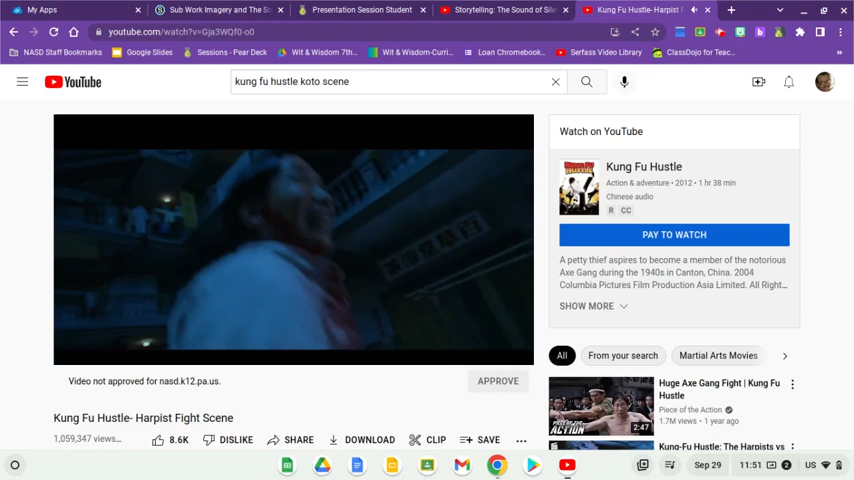 My Apps
Sub Work Imagery and The So
Presentation Session Student
Storytelling: The Sound of Sile
Kung Fu Hustle- Harpist F
youtube.com/watch?v=Gja3WQf0-o0
NASD Staff Bookmarks
Google Slides
Sessions - Pear Deck
Wit & Wisdom 7th...
Wit & Wisdom-Curri...
Loan Chromebook...
Serfass Video Library
ClassDojo for Teac...
YouTube
kung fu hustle koto scene
Watch on YouTube
Kung Fu Hustle
Action & adventure • 2012 • 1 hr 38 min
Chinese audio
R CC
PAY TO WATCH
A petty thief aspires to become a member of the notorious
Axe Gang during the 1940s in Canton, China. 2004
Columbia Pictures Film Production Asia Limited. All Right...
SHOW MORE
Video not approved for nasd.k12.pa.us.
APPROVE
All
From your search
Martial Arts Movies
Kung Fu Hustle- Harpist Fight Scene
1,059,347 views...
8.6K
DISLIKE
SHARE
DOWNLOAD
CLIP
SAVE
PIECE OF THE
ACTION
2:47
Huge Axe Gang Fight | Kung Fu
Hustle
Piece of the Action
1.7M views • 1 year ago
Kung-Fu Hustle: The Harpists vs
Sep 29
11:51
2
US